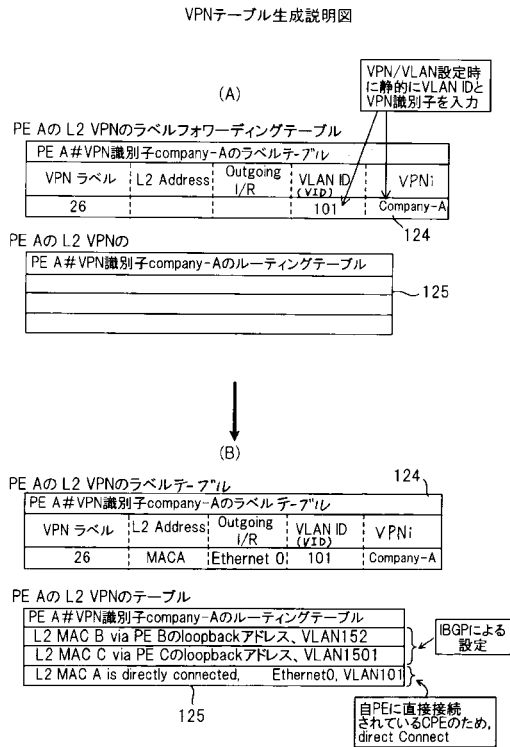 VPNテーブル生成説明図
(A)
VPN/VLAN設定時
に静的にVLAN IDと
VPN識別子を入力
PE Aの L2 VPNのラベルフォワーディングテーブル
PE A#VPN識別子company-Aのラベルテーブル
VPN ラベル L2 Address Outgoing I/R VLAN ID (VID) VPNi
26 101 Company-A
124
PE Aの L2 VPNの
PE A#VPN識別子company-Aのルーティングテーブル
125
(B)
PE Aの L2 VPNのラベルテーブル
124
PE A#VPN識別子company-Aのラベルテーブル
VPN ラベル L2 Address Outgoing I/R VLAN ID (VID) VPNi
26 MACA Ethernet 0 101 Company-A
PE Aの L2 VPNのテーブル
PE A#VPN識別子company-Aのルーティングテーブル
L2 MAC B via PE Bのloopbackアドレス、VLAN152
L2 MAC C via PE Cのloopbackアドレス、VLAN1501
L2 MAC A is directly connected, Ethernet0, VLAN101
IBGPによる
設定
125
自PEに直接接続
されているCPEのため,
direct Connect